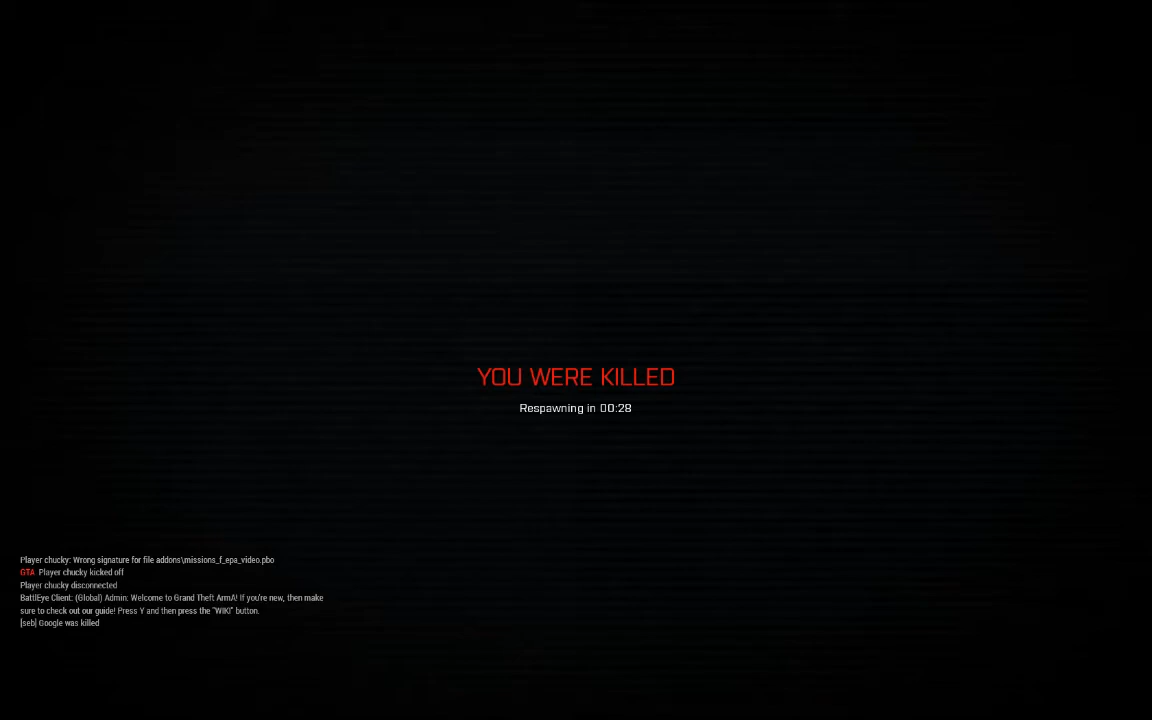 YOU WERE KILLED
Respawning in 00:28
Player chucky: Wrong signature for file addons\missions_f_epa_video.pbo
GTA: Player chucky kicked off
Player chucky disconnected
BattlEye Client: (Global) Admin: Welcome to Grand Theft ArmA! If you're new, then make
sure to check out our guide! Press Y and then press the "WIKI" button.
[seb] Google was killed